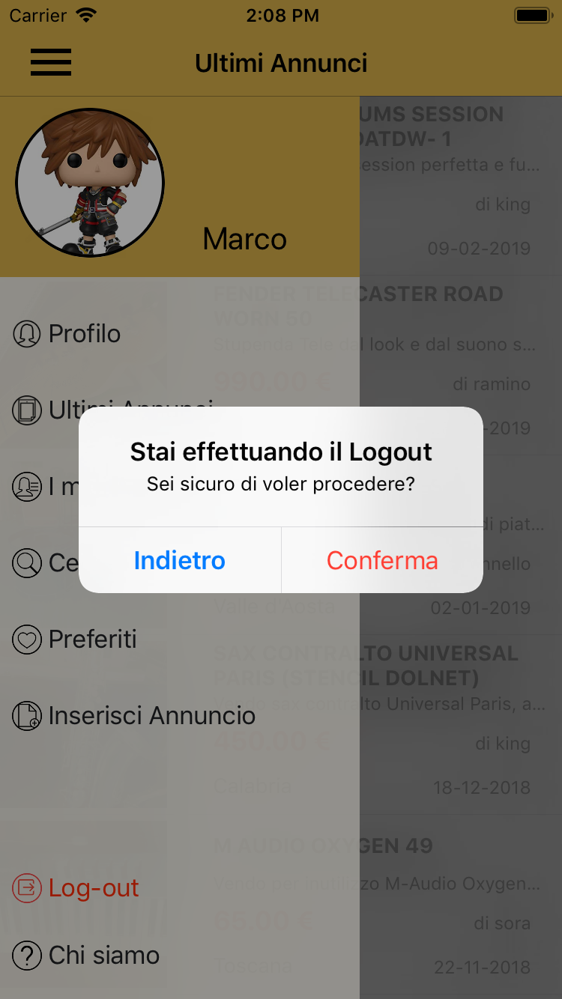 Carrier 2:08 PM
Ultimi Annunci
UMS SESSION
DATDW- 1
session perfetta e fu...
di king
09-02-2019
Marco
FENDER TELECASTER ROAD
WORN 50
Stupenda Tele dal look e dal suono s...
990.00 €
di ramino
-2019
Profilo
Ultimi Annunci
I m
Ce
Stai effettuando il Logout
Sei sicuro di voler procedere?
Indietro
Conferma
di piat...
nnello
Valle d'Aosta
02-01-2019
Preferiti
SAX CONTRALTO UNIVERSAL
PARIS (STENCIL DOLNET)
Vendo sax contralto Universal Paris, a...
Inserisci Annuncio
450.00 €
di king
Calabria
18-12-2018
M AUDIO OXYGEN 49
Vendo per inutilizzo M-Audio Oxygen...
Log-out
65.00 €
di sora
Chi siamo
Toscana
22-11-2018